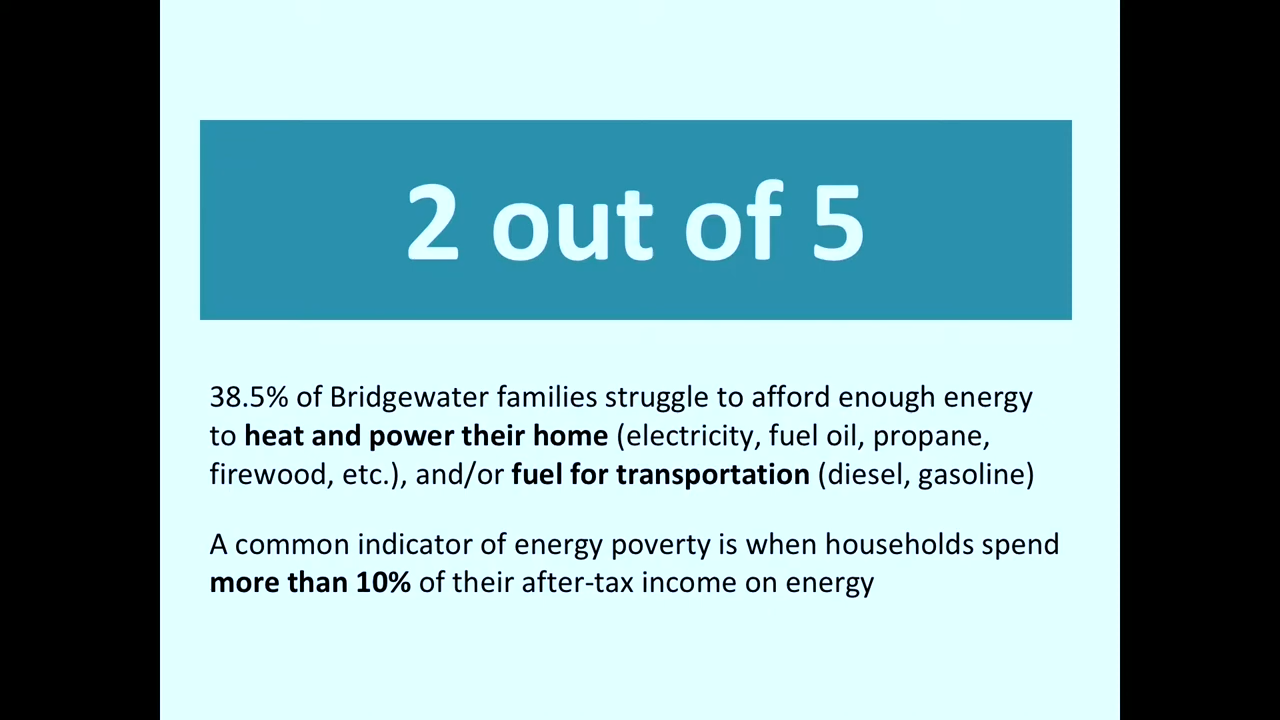 2 out of 5
38.5% of Bridgewater families struggle to afford enough energy
to heat and power their home (electricity, fuel oil, propane,
firewood, etc.), and/or fuel for transportation (diesel, gasoline)
A common indicator of energy poverty is when households spend
more than 10% of their after-tax income on energy